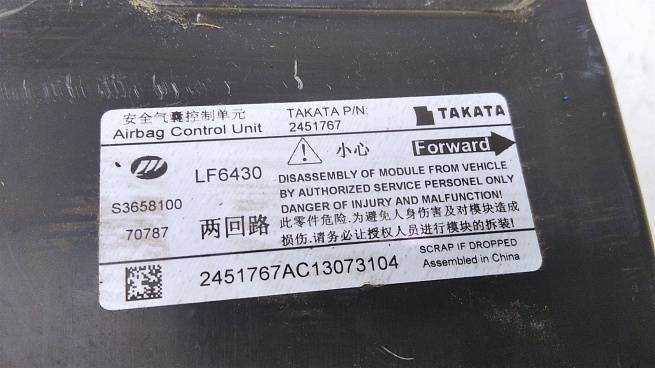 安全气囊控制单元
Airbag Control Unit
TAKATA P/N:
2451767
TAKATA
LF6430
小心
Forward
S3658100
70787
两回路
DISASSEMBLY OF MODULE FROM VEHICLE
BY AUTHORIZED SERVICE PERSONEL ONLY
DANGER OF INJURY AND MALFUNCTION!
此零件危险.为避免人身伤害及对模块造成
损伤.请务必让授权人员进行模块的拆装!
2451767AC13073104
SCRAP IF DROPPED
Assembled in China